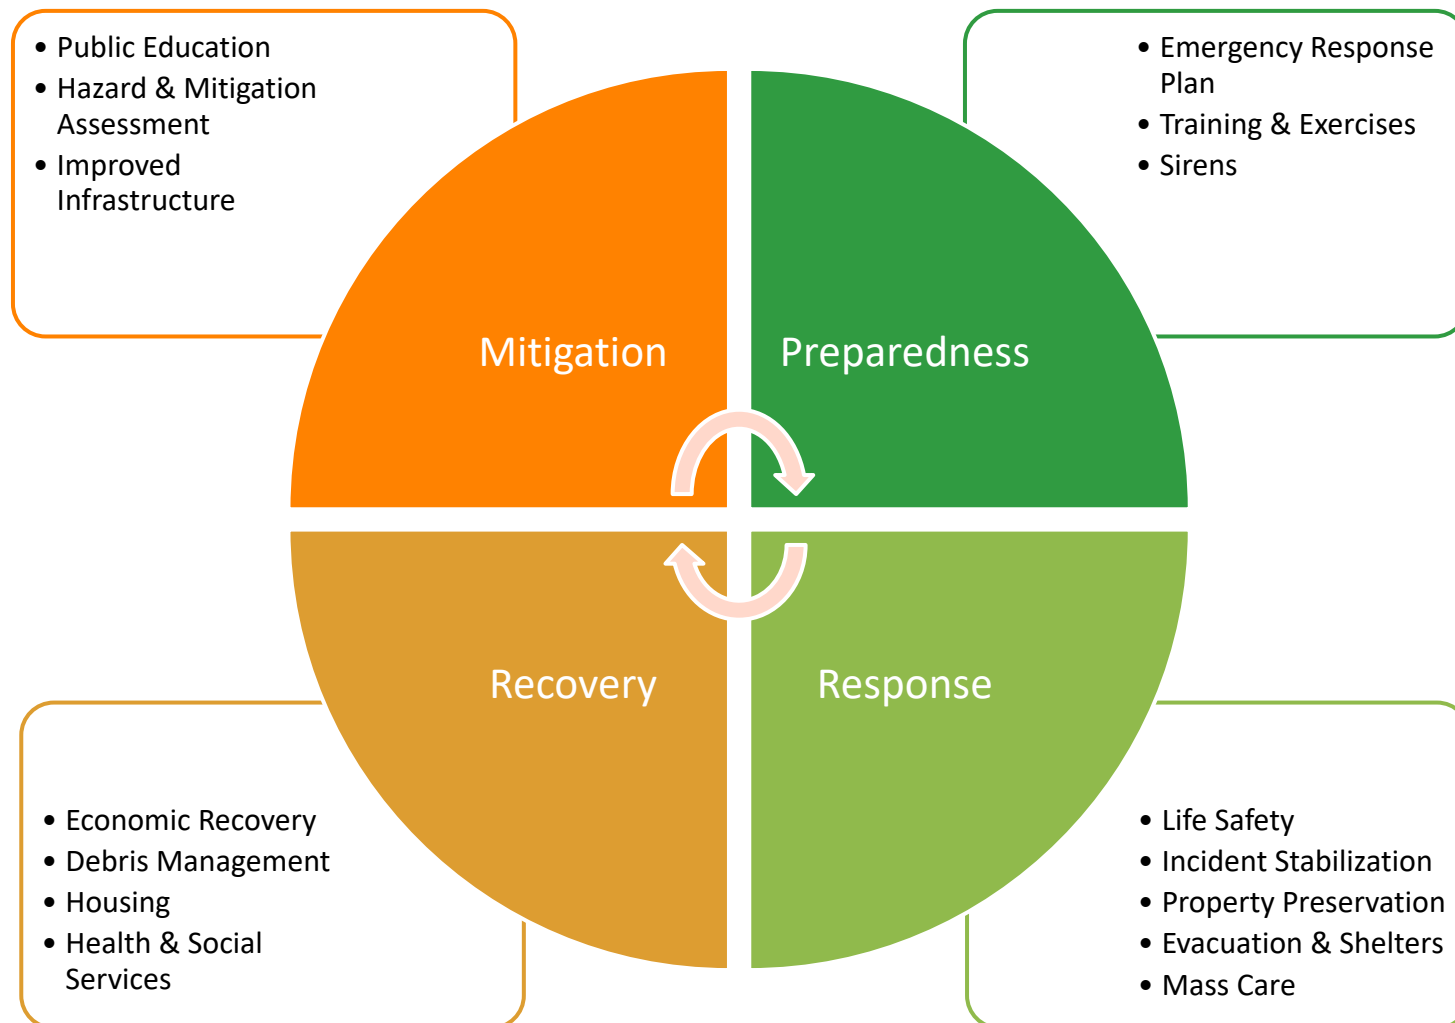 • Public Education
• Hazard & Mitigation
Assessment
• Improved
Infrastructure
• Emergency Response
Plan
• Training & Exercises
• Sirens
Mitigation
Preparedness
Recovery
Response
• Economic Recovery
• Debris Management
• Housing
• Health & Social
Services
• Life Safety
• Incident Stabilization
• Property Preservation
• Evacuation & Shelters
• Mass Care